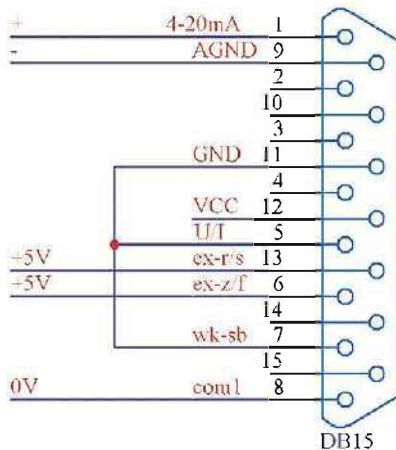 + 4-20mA 1
- AGND 9
2
10
3
GND 11
4
VCC 12
U/I 5
+5V ex-r/s 13
+5V ex-z/f 6
14
wk-sb 7
15
0V com1 8
DB15